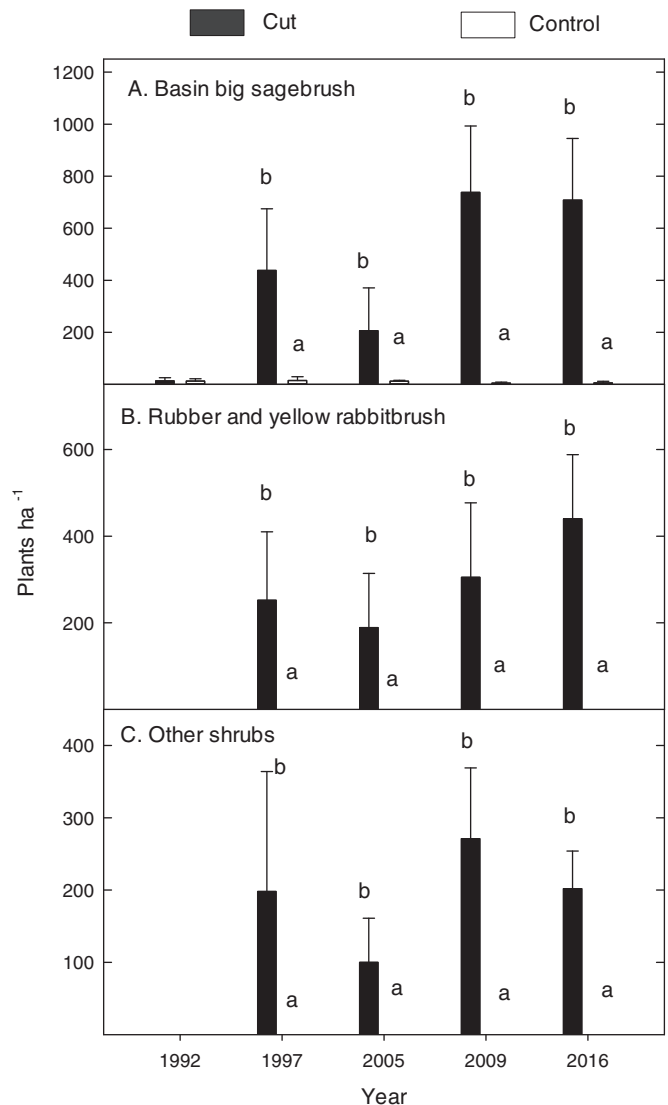 Cut Control
A. Basin big sagebrush
1200
1000
800
600
400
200
b
b
b
b
a
a
a
a
B. Rubber and yellow rabbitbrush
600
400
200
b
b
b
b
a
a
a
a
Plants ha -1
C. Other shrubs
400
300
200
100
b
b
b
b
a
a
a
a
1992 1997 2005 2009 2016
Year